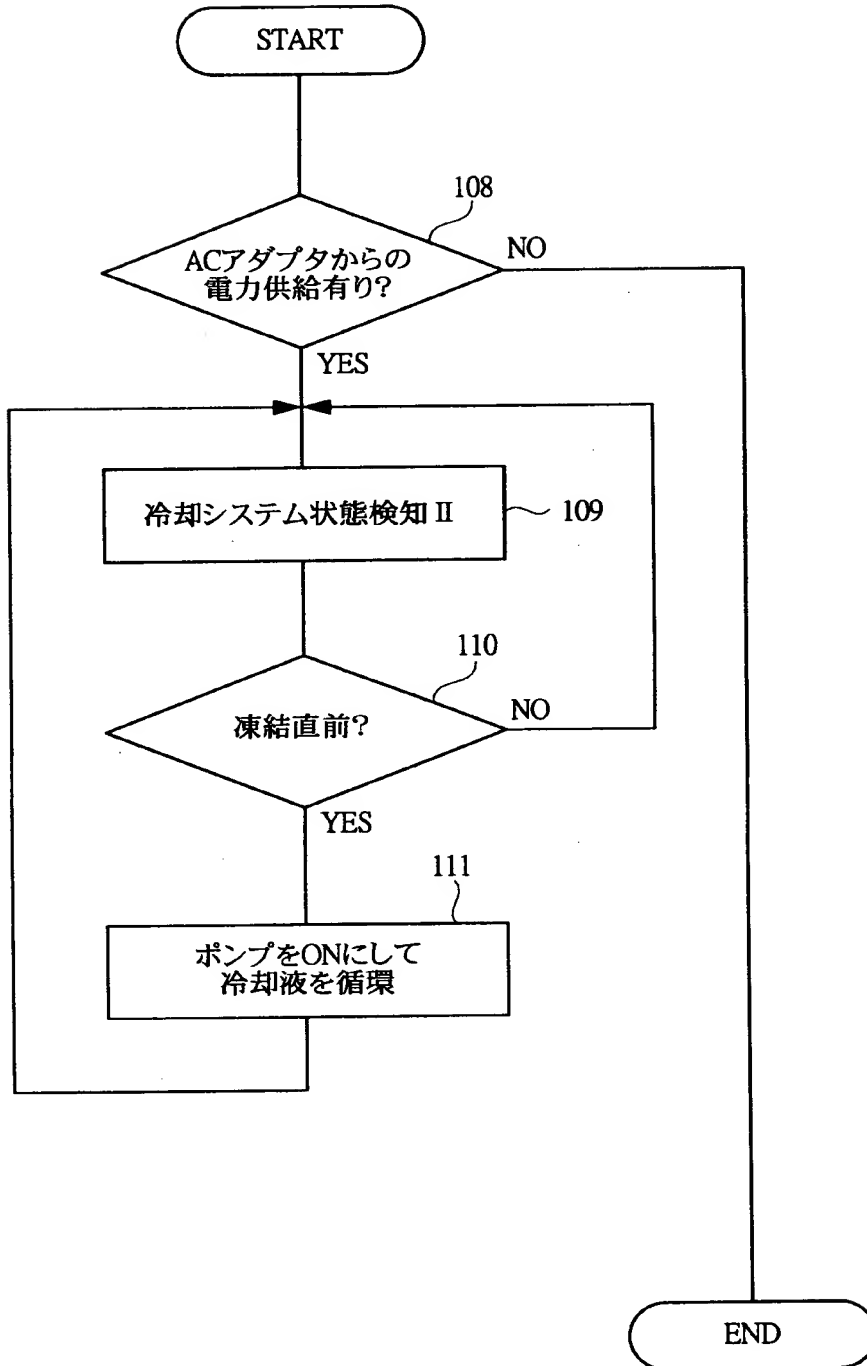 START
108
ACアダプタからの
電力供給有り?
NO
YES
冷却システム状態検知 II
109
110
凍結直前?
NO
YES
111
ポンプをONにして
冷却液を循環
END